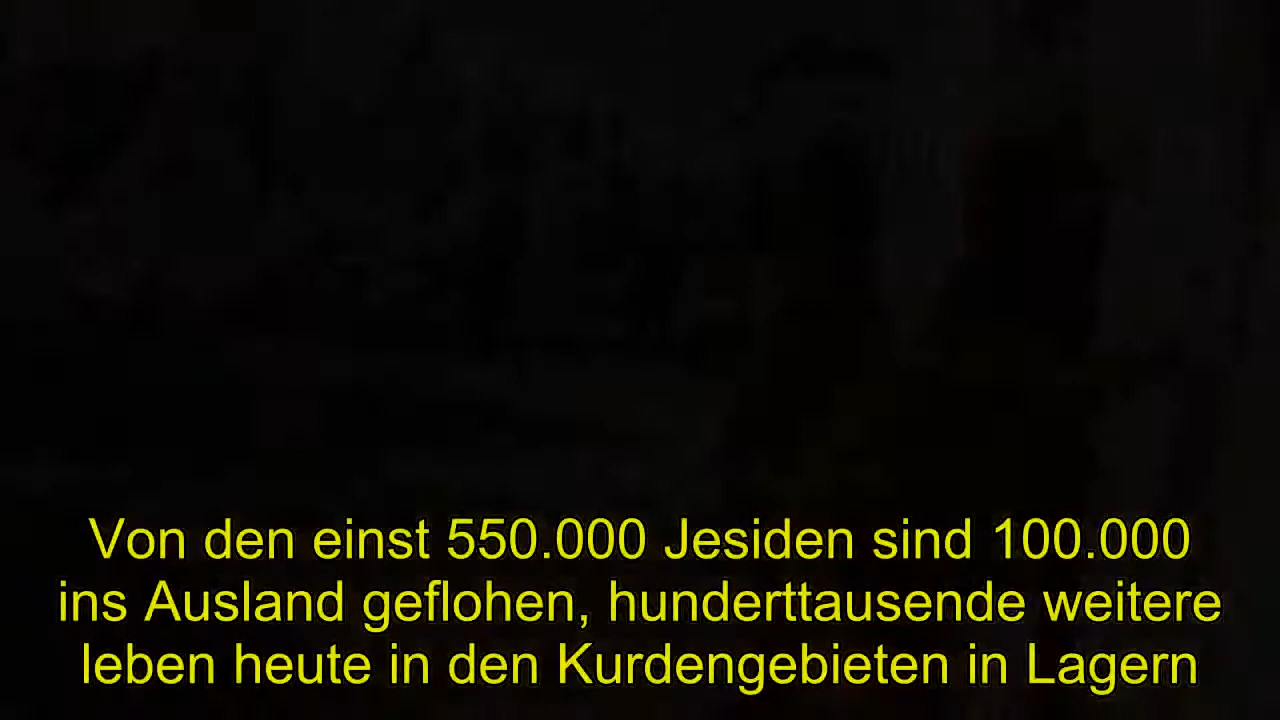 Von den einst 550.000 Jesiden sind 100.000
ins Ausland geflohen, hunderttausende weitere
leben heute in den Kurdengebieten in Lagern